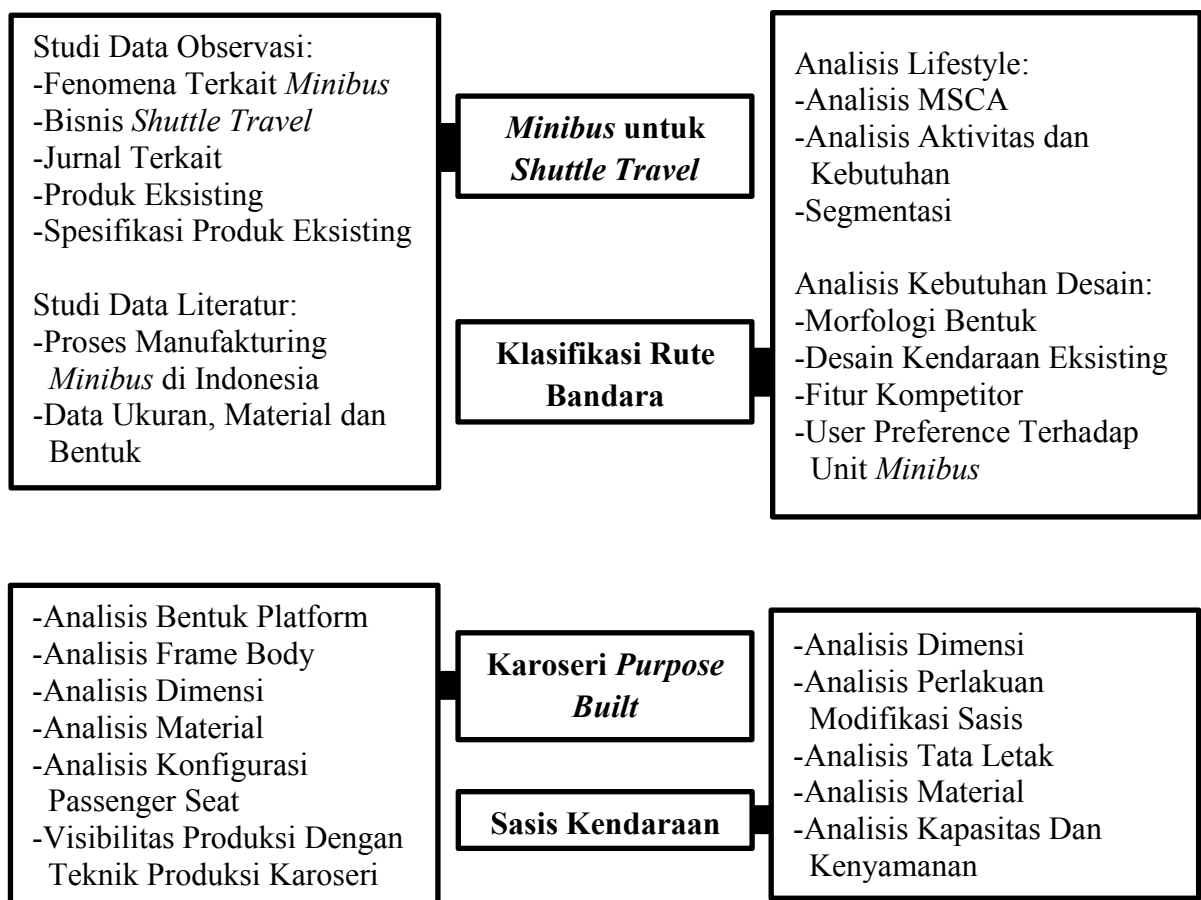 Studi Data Observasi:
-Fenomena Terkait Minibus
-Bisnis Shuttle Travel
-Jurnal Terkait
-Produk Eksisting
-Spesifikasi Produk Eksisting
Studi Data Literatur:
-Proses Manufakturing
Minibus di Indonesia
-Data Ukuran, Material dan
Bentuk
Minibus untuk
Shuttle Travel
Klasifikasi Rute
Bandara
Analisis Lifestyle:
-Analisis MSCA
-Analisis Aktivitas dan
Kebutuhan
-Segmentasi
Analisis Kebutuhan Desain:
-Morfologi Bentuk
-Desain Kendaraan Eksisting
-Fitur Kompetitor
-User Preference Terhadap
Unit Minibus
-Analisis Bentuk Platform
-Analisis Frame Body
-Analisis Dimensi
-Analisis Material
-Analisis Konfigurasi
Passenger Seat
-Visibilitas Produksi Dengan
Teknik Produksi Karoseri
Karoseri Purpose
Built
Sasis Kendaraan
-Analisis Dimensi
-Analisis Perlakuan
Modifikasi Sasis
-Analisis Tata Letak
-Analisis Material
-Analisis Kapasitas Dan
Kenyamanan